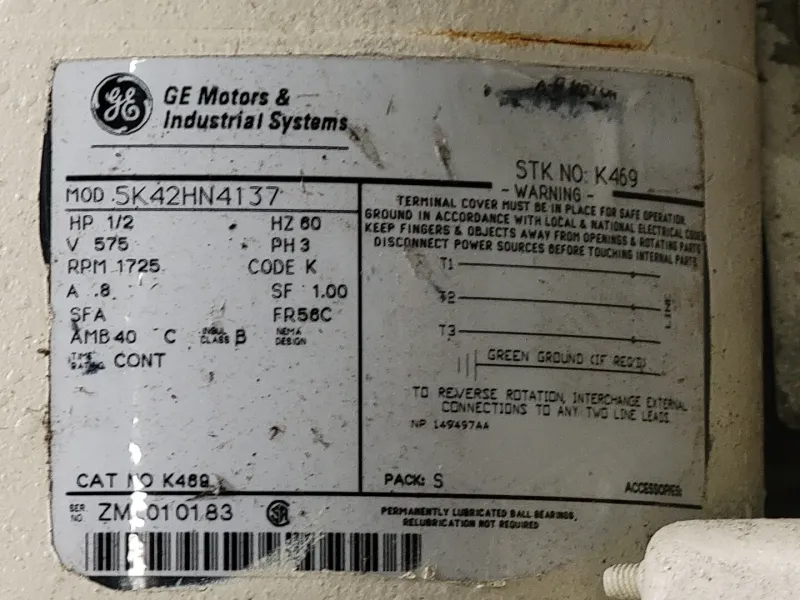 GE Motors &
Industrial Systems
STK NO: K469
MOD. 5K42HN4137
HP 1/2 HZ 60
V 575 PH 3
RPM 1725 CODE K
A .8 SF 1.00
SFA FR56C
AMB 40 C INSUL CLASS B NEMA DESIGN
TIME RATING CONT
- WARNING -
TERMINAL COVER MUST BE IN PLACE FOR SAFE OPERATION.
GROUND IN ACCORDANCE WITH LOCAL & NATIONAL ELECTRICAL CODES
KEEP FINGERS & OBJECTS AWAY FROM OPENINGS & ROTATING PARTS
DISCONNECT POWER SOURCES BEFORE TOUCHING INTERNAL PARTS
T1
T2
T3
LINE
GREEN GROUND (IF REQ'D)
TO REVERSE ROTATION, INTERCHANGE EXTERNAL
CONNECTIONS TO ANY TWO LINE LEADS.
NP 149497AA
CAT NO K469
PACK: S
ACCESSORIES:
SER. NO. ZM 010183
SA
PERMANENTLY LUBRICATED BALL BEARINGS,
RELUBRICATION NOT REQUIRED